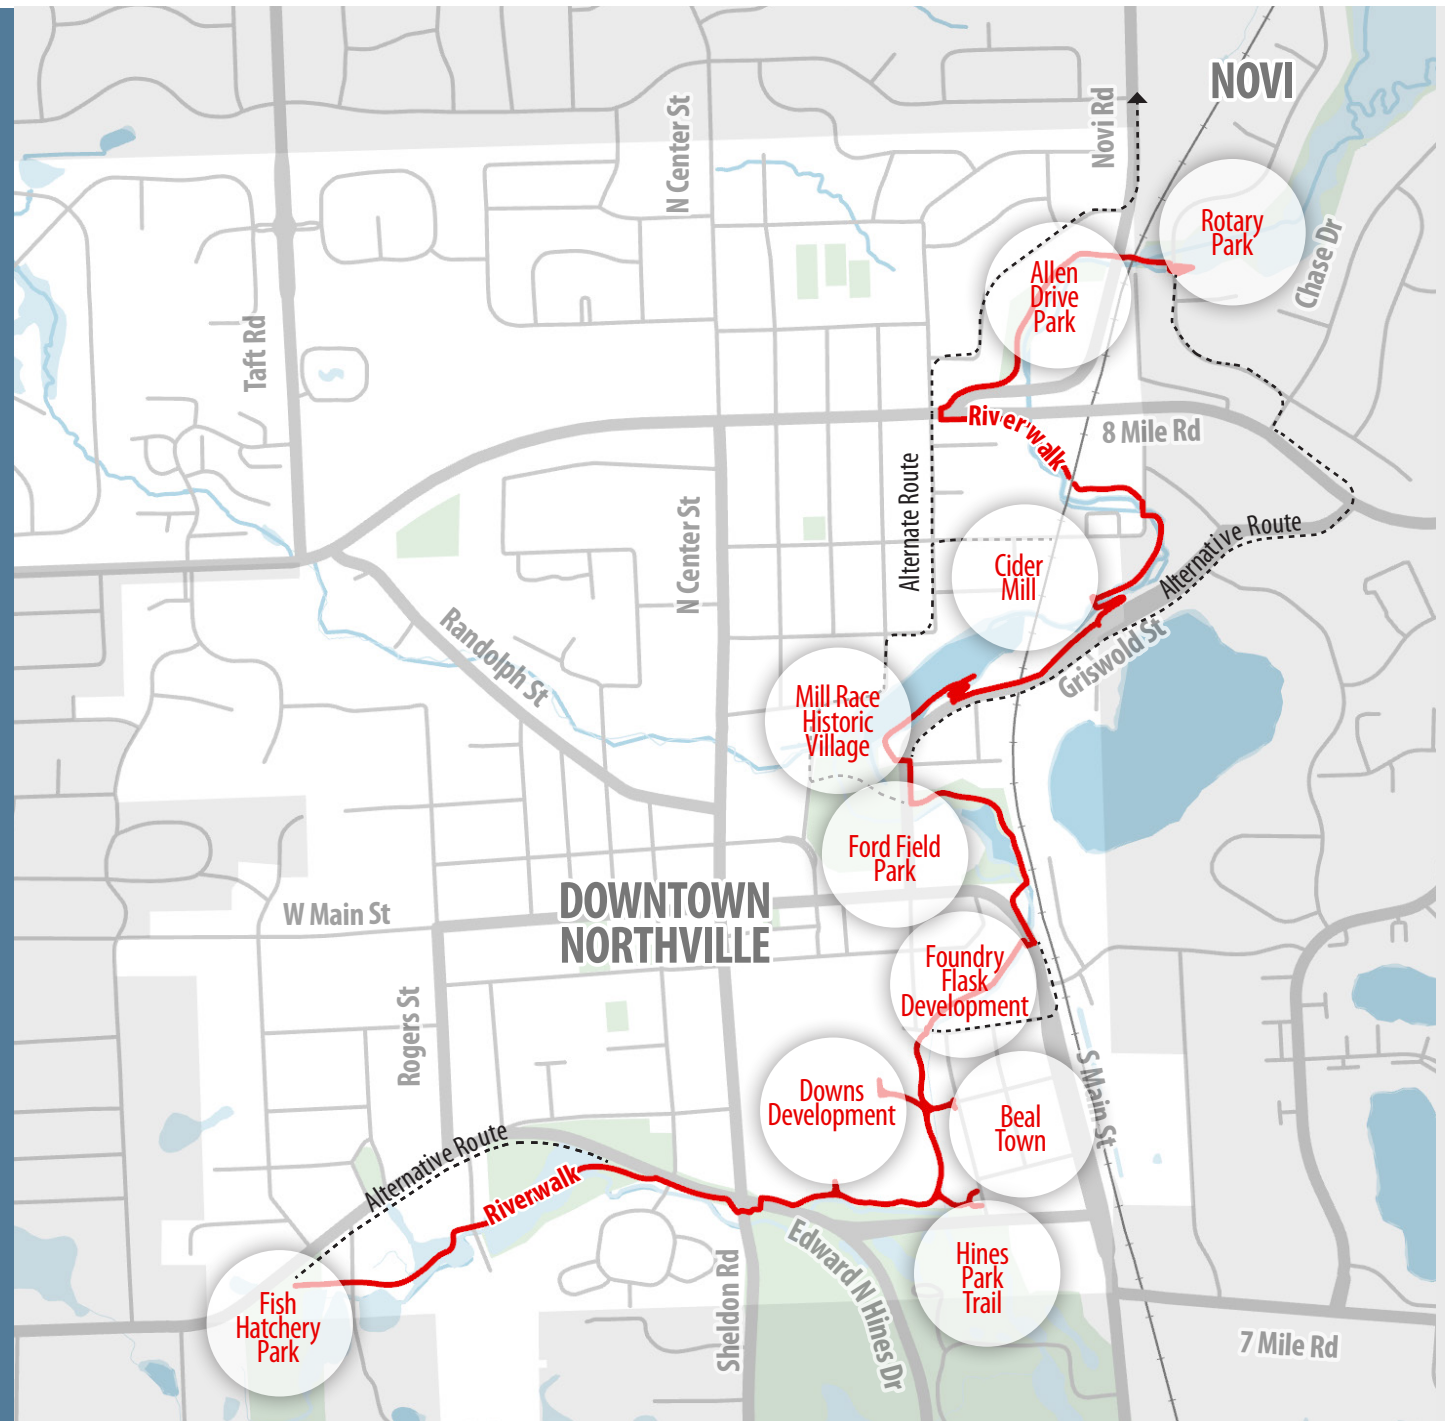 NOVI
N Center St
Novi Rd
Rotary
Park
Chase Dr
Allen
Drive
Park
Taft Rd
Riverwalk
8 Mile Rd
Alternate Route
N Center St
Alternative Route
Cider
Mill
Griswold St
Randolph St
Mill Race
Historic
Village
Ford Field
Park
DOWNTOWN
NORTHVILLE
W Main St
Foundry
Flask
Development
Rogers St
Downs
Development
Beal
Town
S Main St
Alternative Route
Riverwalk
Edward N Hines Dr
Sheldon Rd
Hines
Park
Trail
Fish
Hatchery
Park
7 Mile Rd